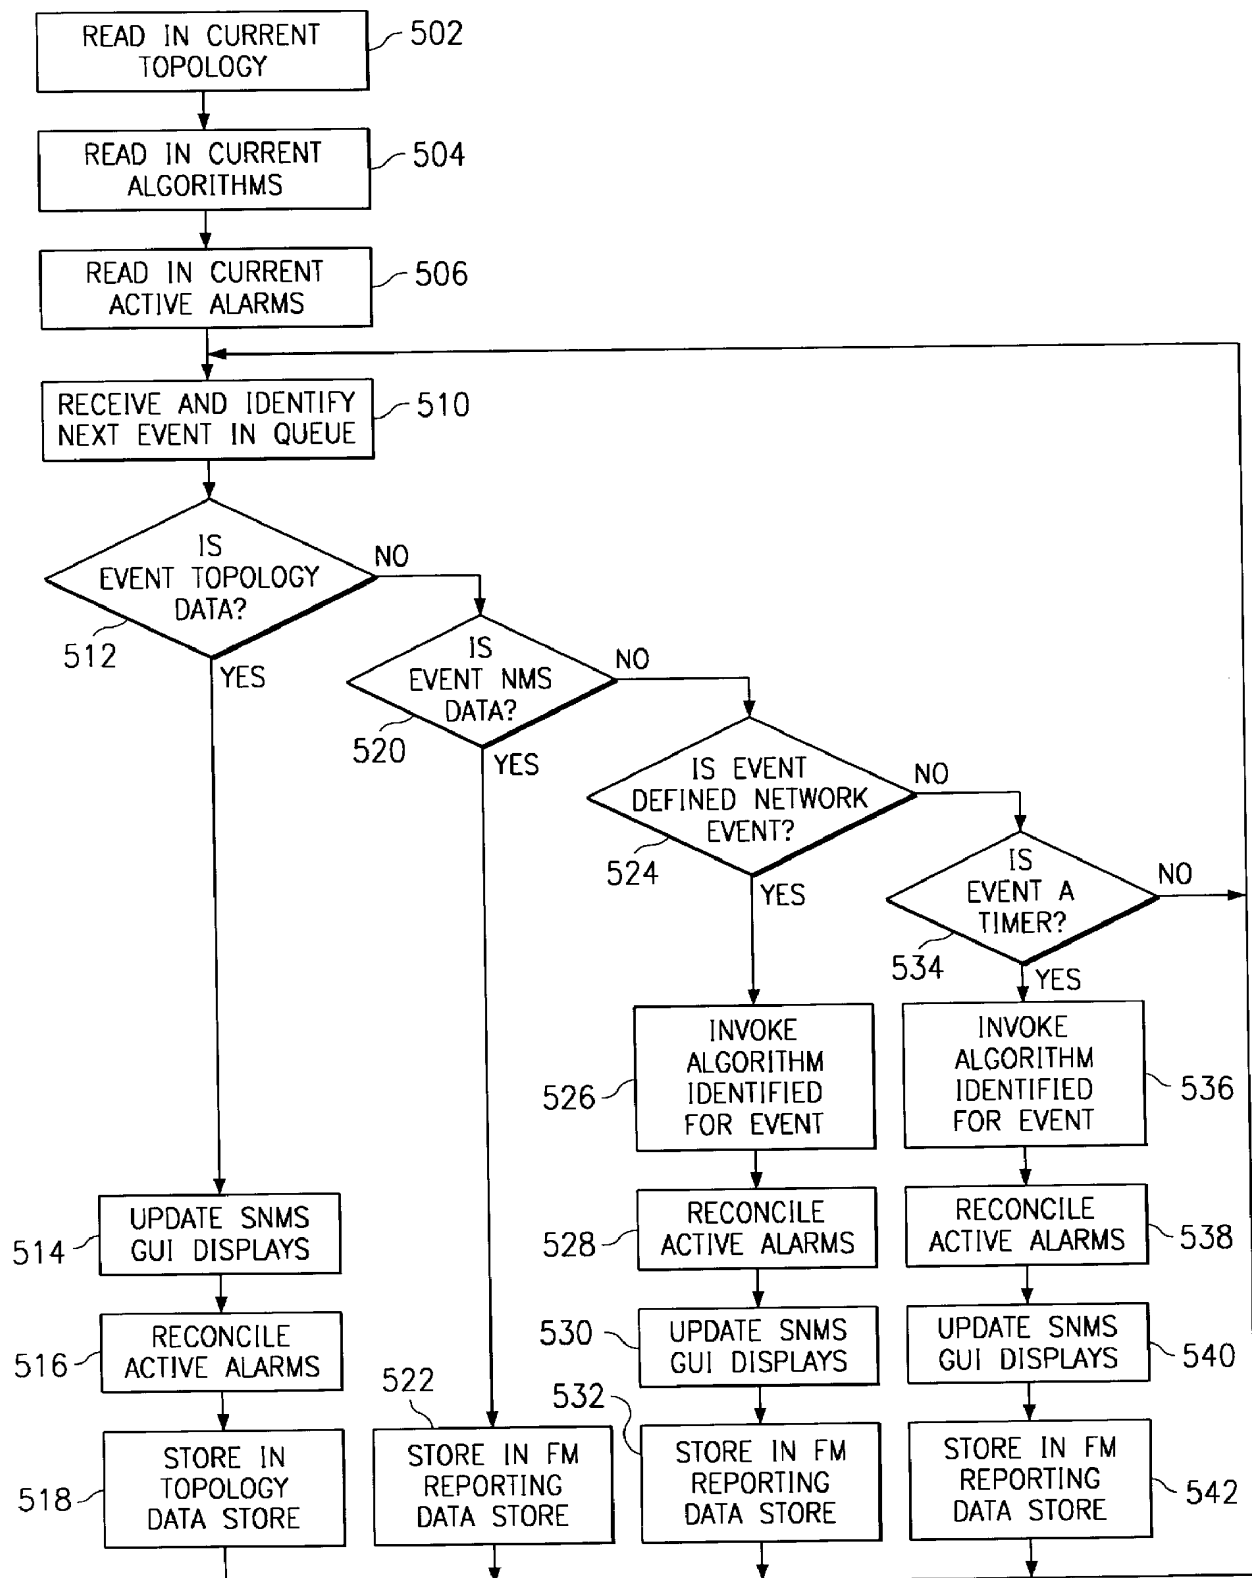 READ IN CURRENT
TOPOLOGY
502
READ IN CURRENT
ALGORITHMS
504
READ IN CURRENT
ACTIVE ALARMS
506
RECEIVE AND IDENTIFY
NEXT EVENT IN QUEUE
510
IS
EVENT TOPOLOGY
DATA?
512
NO
YES
IS
EVENT NMS
DATA?
520
NO
YES
IS EVENT
DEFINED NETWORK
EVENT?
524
NO
YES
IS
EVENT A
TIMER?
534
NO
YES
INVOKE
ALGORITHM
IDENTIFIED
FOR EVENT
526
INVOKE
ALGORITHM
IDENTIFIED
FOR EVENT
536
UPDATE SNMS
GUI DISPLAYS
514
RECONCILE
ACTIVE ALARMS
528
RECONCILE
ACTIVE ALARMS
538
RECONCILE
ACTIVE ALARMS
516
UPDATE SNMS
GUI DISPLAYS
530
UPDATE SNMS
GUI DISPLAYS
540
STORE IN
TOPOLOGY
DATA STORE
518
STORE IN FM
REPORTING
DATA STORE
522
STORE IN FM
REPORTING
DATA STORE
532
STORE IN FM
REPORTING
DATA STORE
542